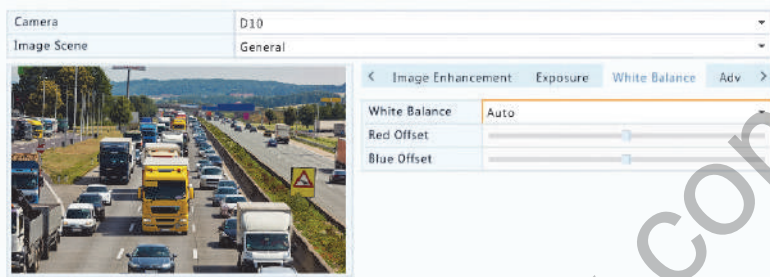 Camera D10
Image Scene General
< Image Enhancement Exposure White Balance Adv >
White Balance Auto
Red Offset
Blue Offset